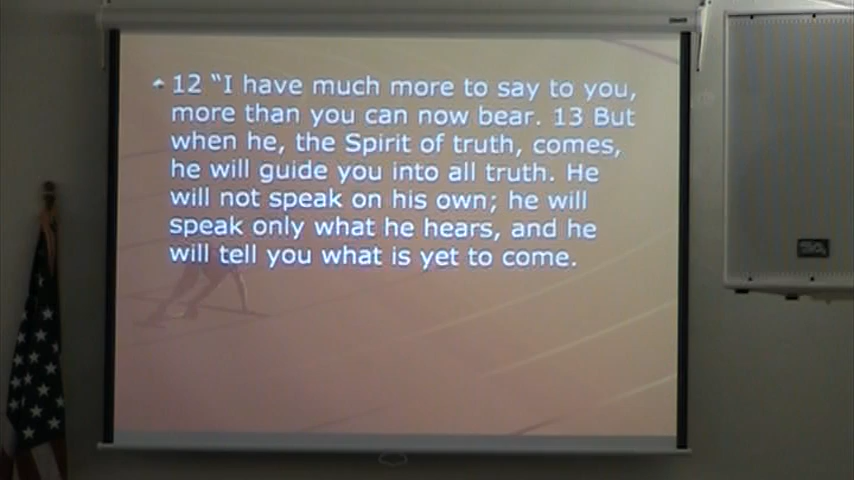 12 “I have much more to say to you,
more than you can now bear. 13 But
when he, the Spirit of truth, comes,
he will guide you into all truth. He
will not speak on his own; he will
speak only what he hears, and he
will tell you what is yet to come.